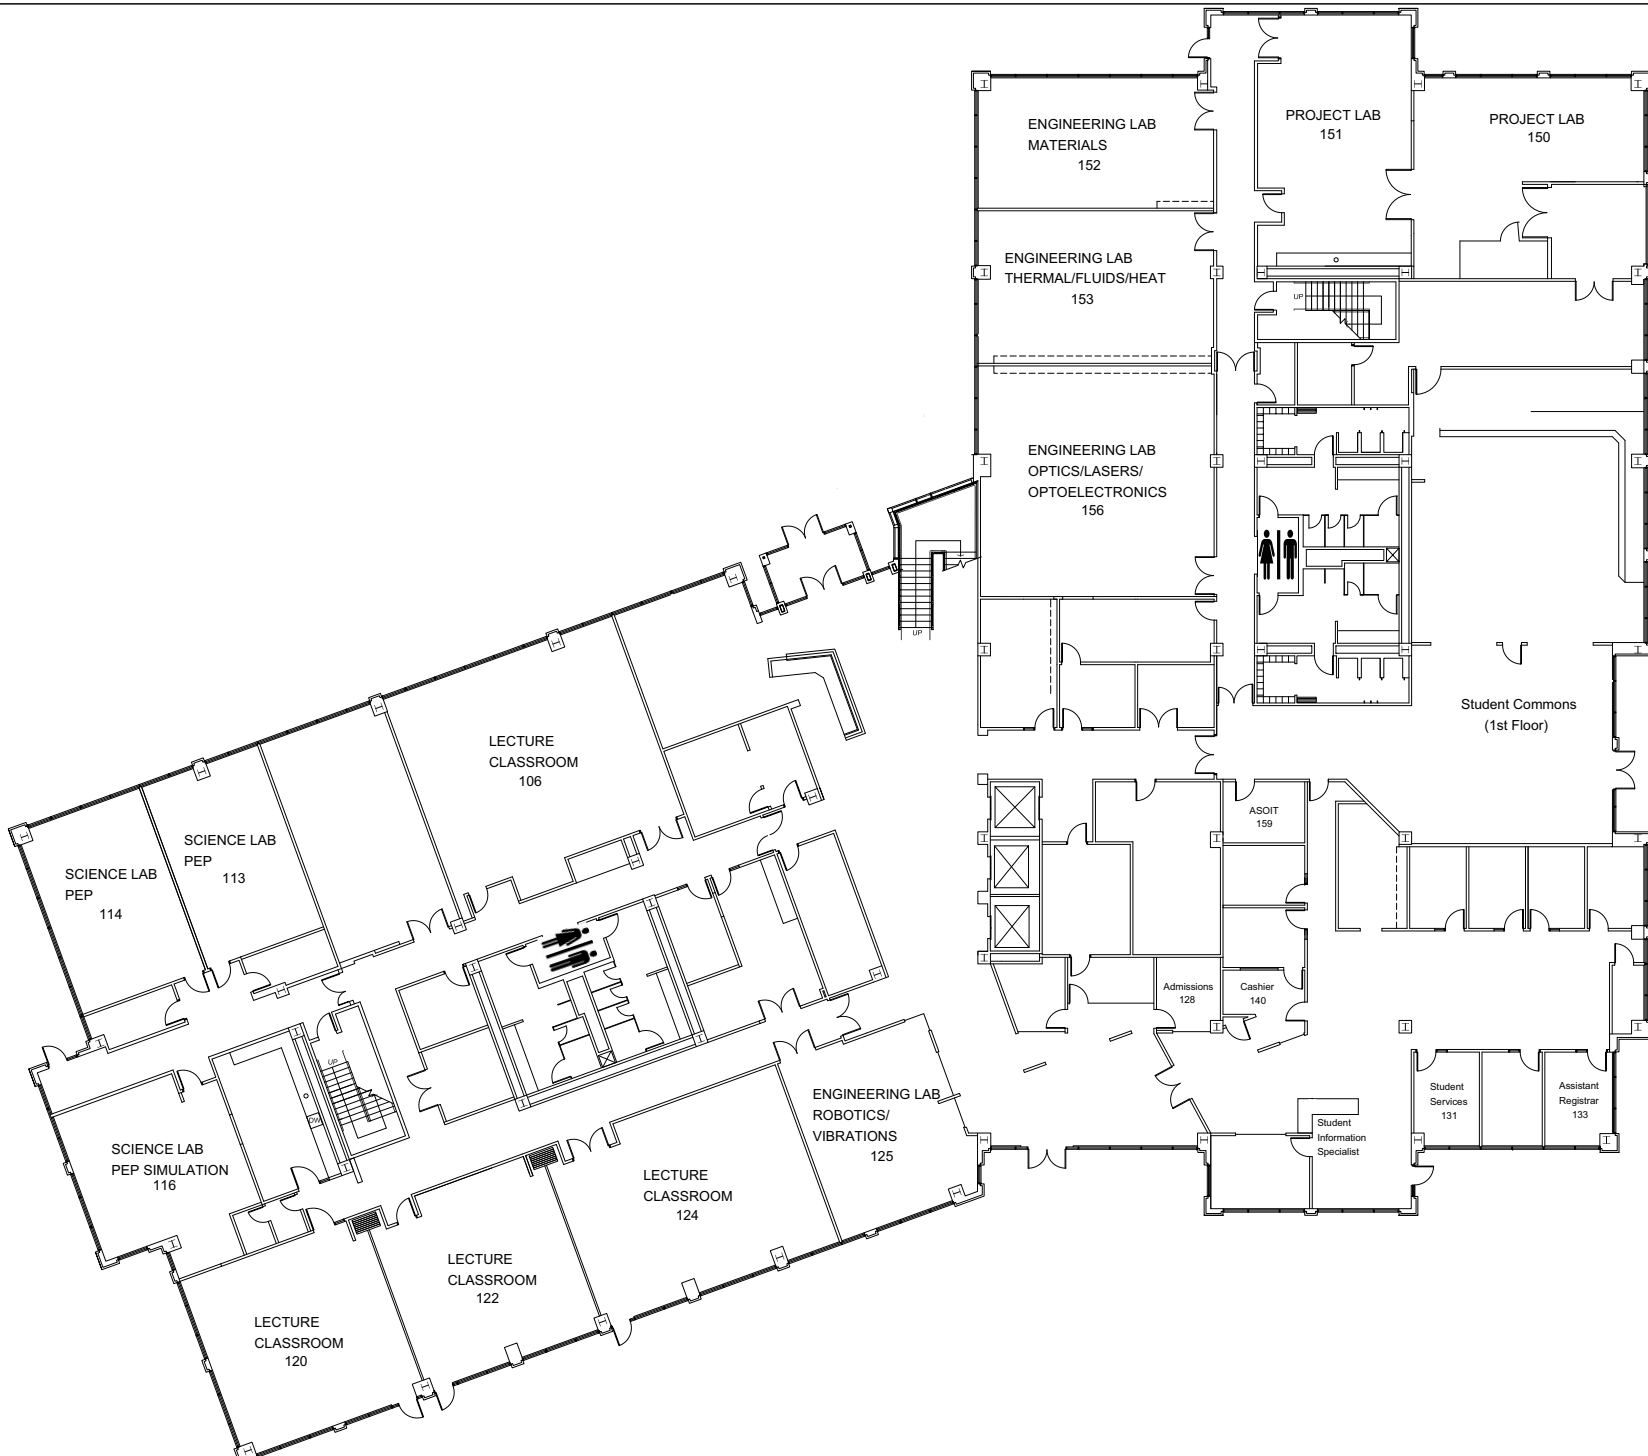 PROJECT LAB
151
PROJECT LAB
150
ENGINEERING LAB
MATERIALS
152
ENGINEERING LAB
THERMAL/FLUIDS/HEAT
153
UP
ENGINEERING LAB
OPTICS/LASERS/
OPTOELECTRONICS
156
UP
Student Commons
(1st Floor)
LECTURE
CLASSROOM
106
SCIENCE LAB
PEP
113
SCIENCE LAB
PEP
114
ASOIT
159
Admissions
128
Cashier
140
UP
DW
SCIENCE LAB
PEP SIMULATION
116
ENGINEERING LAB
ROBOTICS/
VIBRATIONS
125
Student
Services
131
Assistant
Registrar
133
Student
Information
Specialist
LECTURE
CLASSROOM
124
LECTURE
CLASSROOM
122
LECTURE
CLASSROOM
120